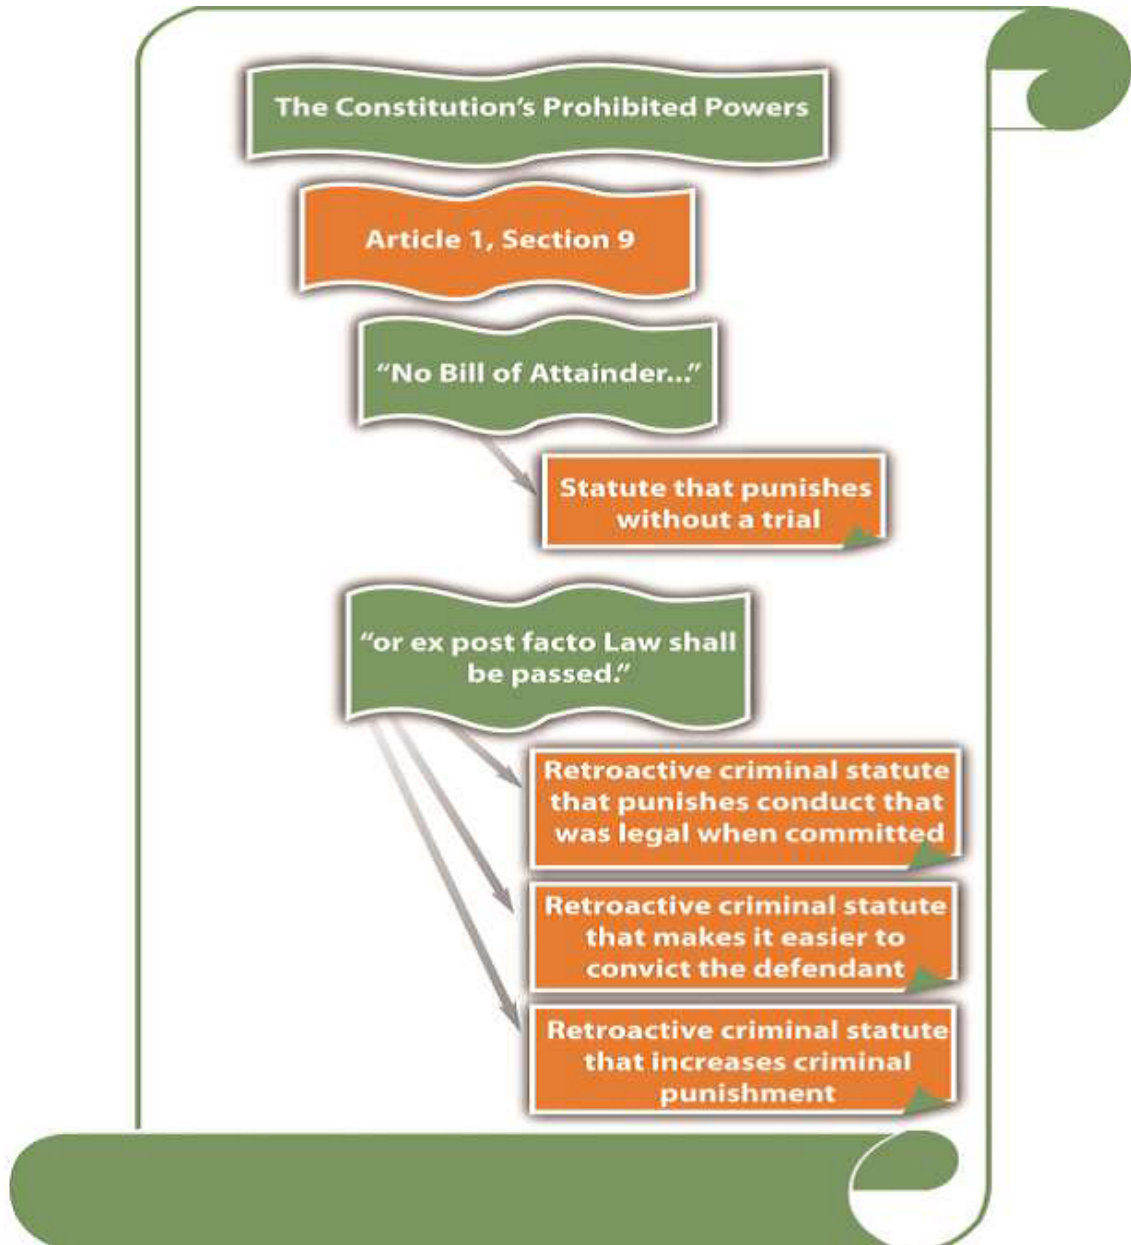 The Constitution’s Prohibited Powers
Article 1, Section 9
“No Bill of Attainder...”
Statute that punishes
without a trial
“or ex post facto Law shall
be passed.”
Retroactive criminal statute
that punishes conduct that
was legal when committed
Retroactive criminal statute
that makes it easier to
convict the defendant
Retroactive criminal statute
that increases criminal
punishment